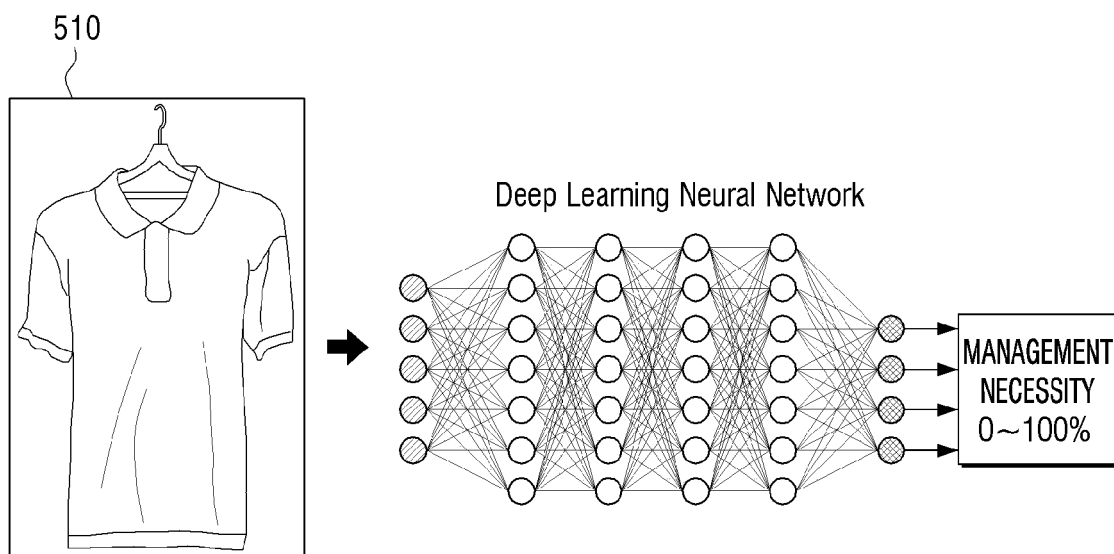 510
Deep Learning Neural Network
MANAGEMENT
NECESSITY
0~100%